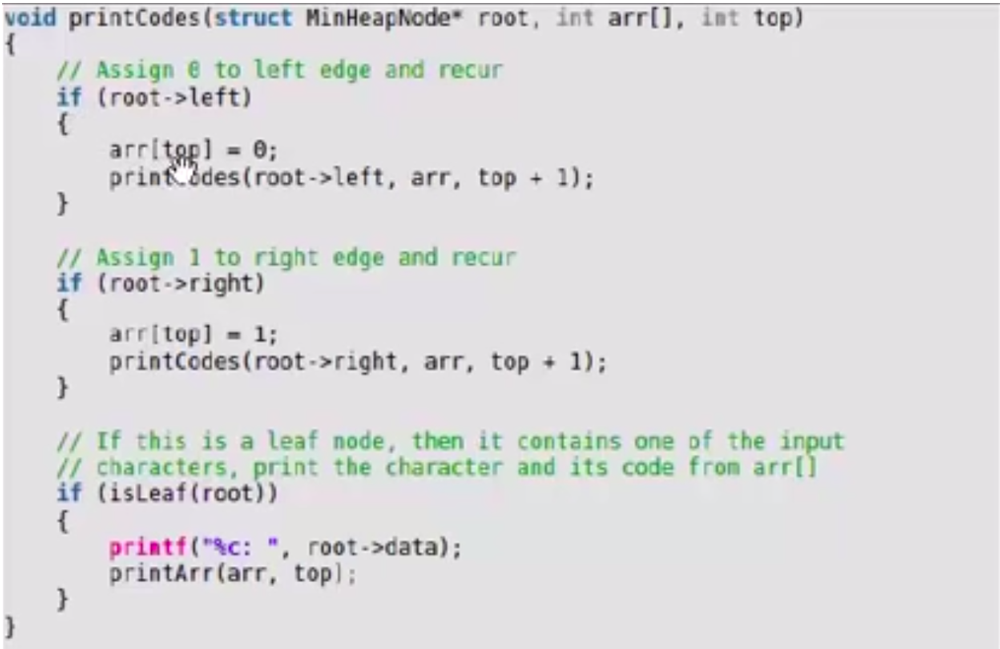 void printCodes(struct MinHeapNode* root, int arr[], int top)
{
    // Assign 0 to left edge and recur
    if (root->left)
    {
        arr[top] = 0;
        printCodes(root->left, arr, top + 1);
    }

    // Assign 1 to right edge and recur
    if (root->right)
    {
        arr[top] = 1;
        printCodes(root->right, arr, top + 1);
    }

    // If this is a leaf node, then it contains one of the input
    // characters, print the character and its code from arr[]
    if (isLeaf(root))
    {
        printf("%c: ", root->data);
        printArr(arr, top);
    }
}